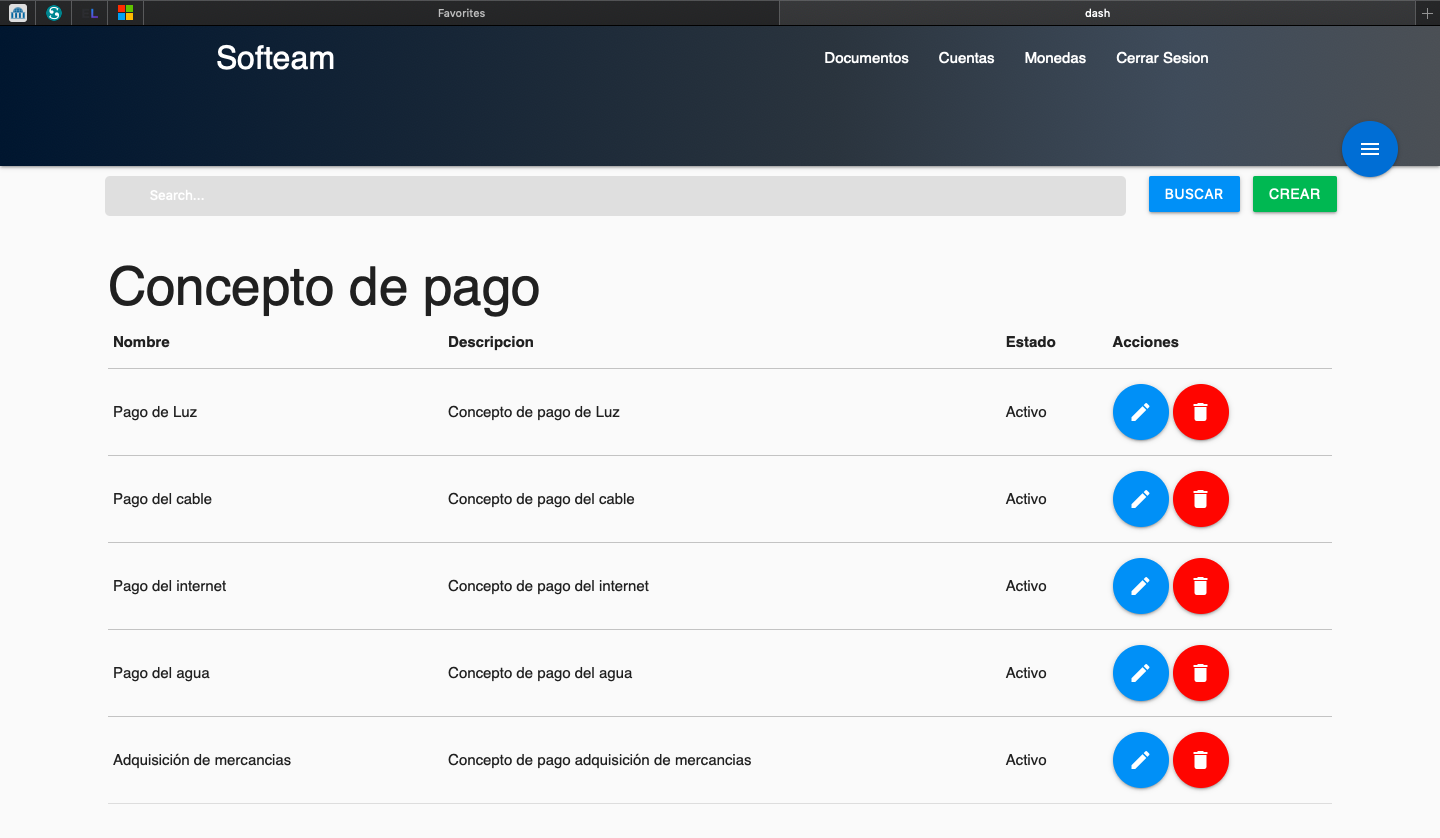 L
Favorites
dash
Softeam
Documentos
Cuentas
Monedas
Cerrar Sesion
Search...
BUSCAR
CREAR
Concepto de pago
Nombre Descripcion Estado Acciones
Pago de Luz Concepto de pago de Luz Activo
Pago del cable Concepto de pago del cable Activo
Pago del internet Concepto de pago del internet Activo
Pago del agua Concepto de pago del agua Activo
Adquisición de mercancias Concepto de pago adquisición de mercancias Activo